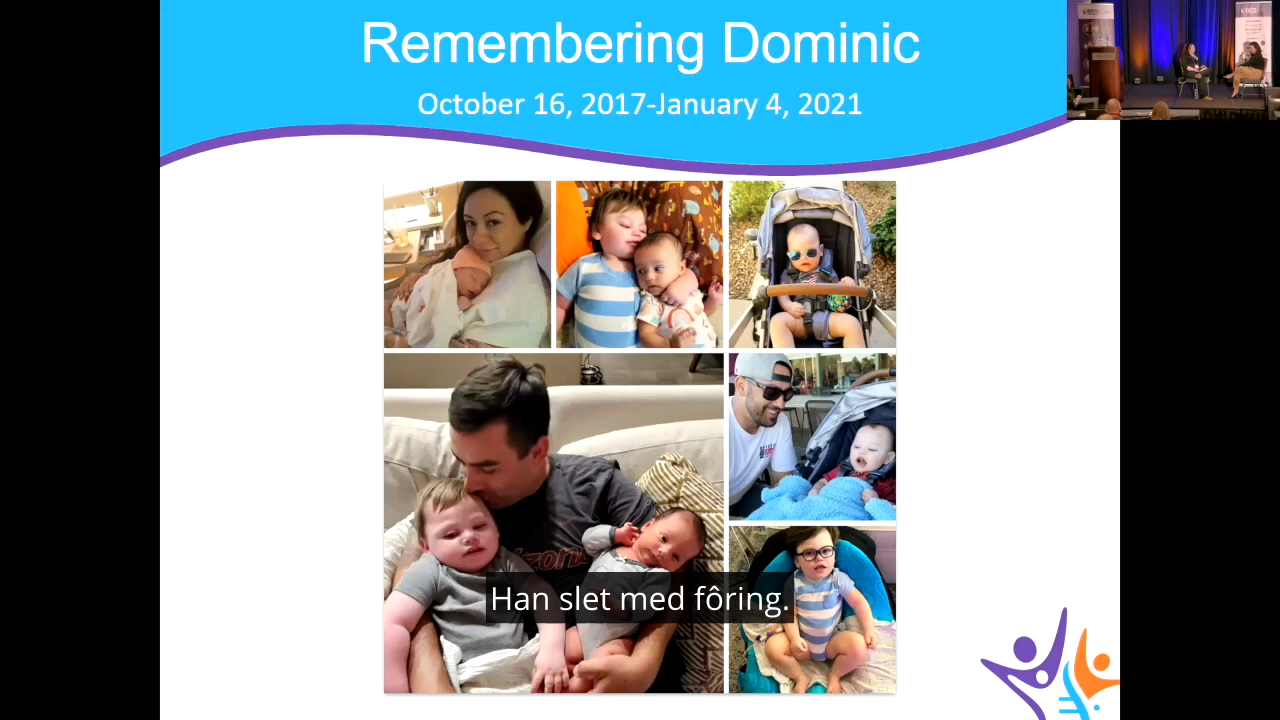 Remembering Dominic
October 16, 2017-January 4, 2021
Han slet med fôring.